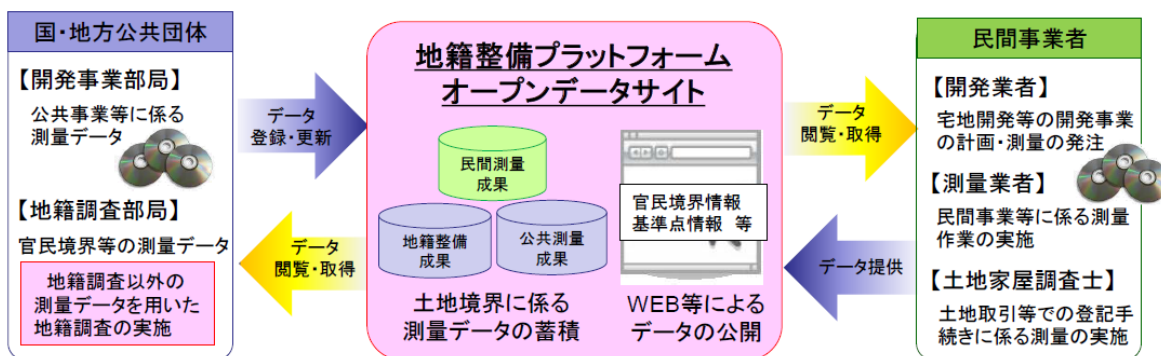 国・地方公共団体
【開発事業部局】
公共事業等に係る
測量データ
【地籍調査部局】
官民境界等の測量データ
地籍調査以外の
測量データを用いた
地籍調査の実施
データ
登録・更新
データ
閲覧・取得
地籍整備プラットフォーム
オープンデータサイト
民間測量
成果
地籍整備
成果
公共測量
成果
土地境界に係る
測量データの蓄積
官民境界情報
基準点情報 等
WEB等による
データの公開
データ
閲覧・取得
データ提供
民間事業者
【開発業者】
宅地開発等の開発事業
の計画・測量の発注
【測量業者】
民間事業等に係る測量
作業の実施
【土地家屋調査士】
土地取引等での登記手
続きに係る測量の実施